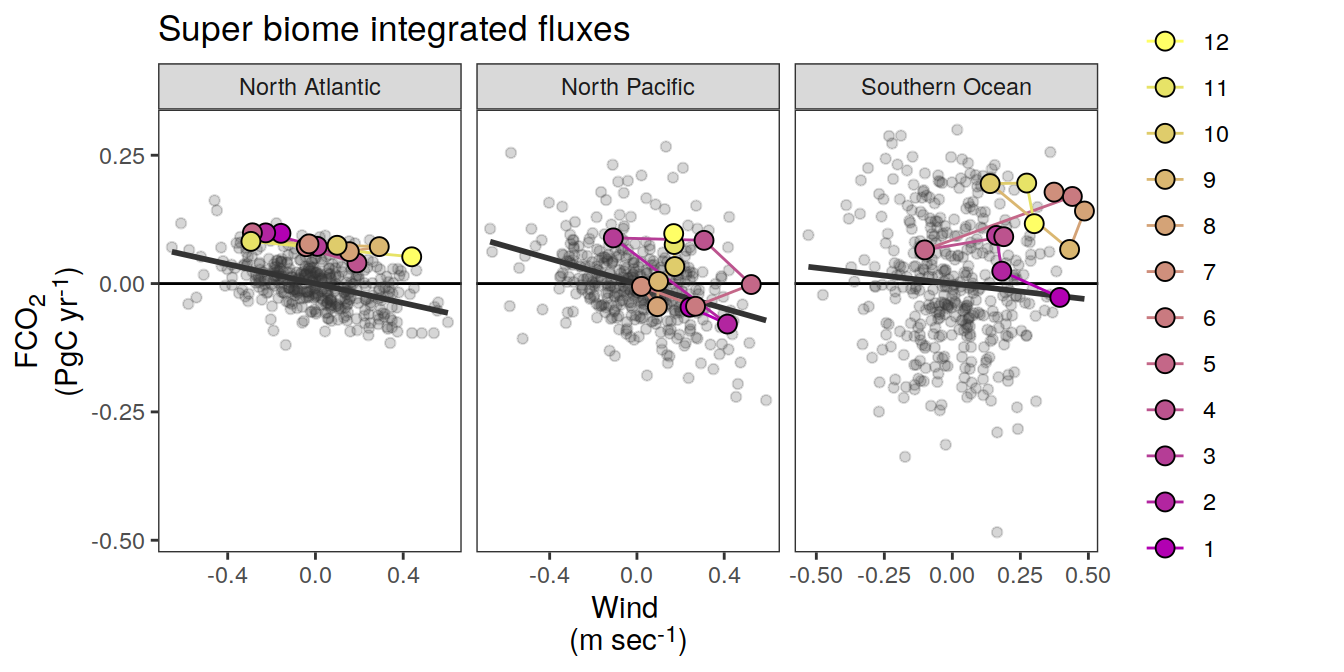 Super biome integrated fluxes
North Atlantic
North Pacific
Southern Ocean
FCO₂
(PgC yr⁻¹)
0.25
0.00
-0.25
-0.50
-0.4 0.0 0.4
-0.4 0.0 0.4
-0.50 -0.25 0.00 0.25 0.50
Wind
(m sec⁻¹)
12
11
10
9
8
7
6
5
4
3
2
1